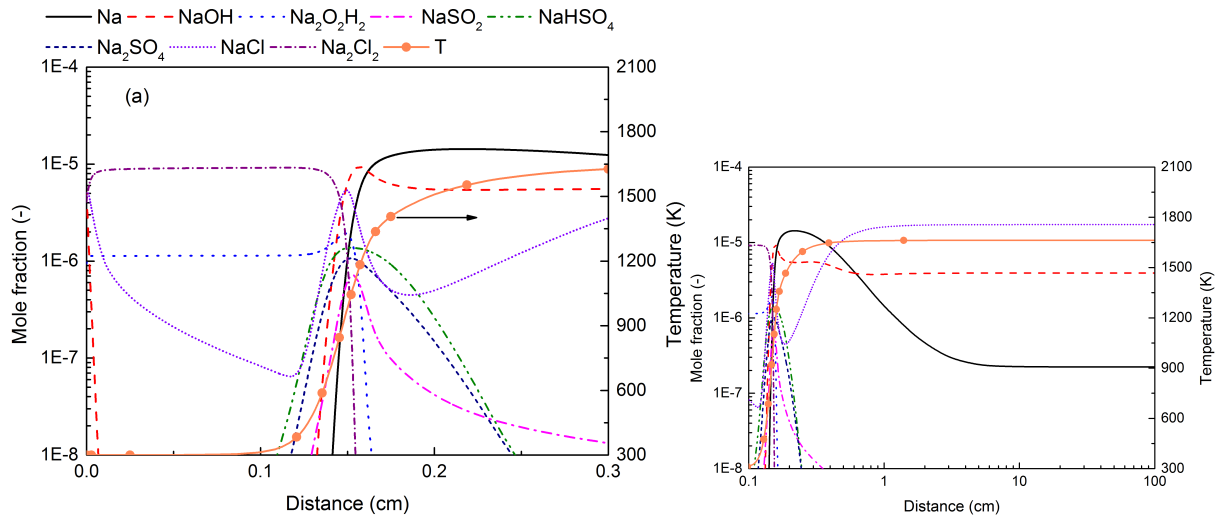 Na NaOH Na₂O₂H₂ NaSO₂ NaHSO₄
Na₂SO₄ NaCl Na₂Cl₂ T
(a)
1E-4
1E-5
1E-6
1E-7
1E-8
Mole fraction (-)
0.0 0.1 0.2 0.3
Distance (cm)
2100
1800
1500
1200
900
600
300
Temperature (K)
1E-4
1E-5
1E-6
1E-7
1E-8
Mole fraction (-)
0.1 1 10 100
Distance (cm)
2100
1800
1500
1200
900
600
300
Temperature (K)